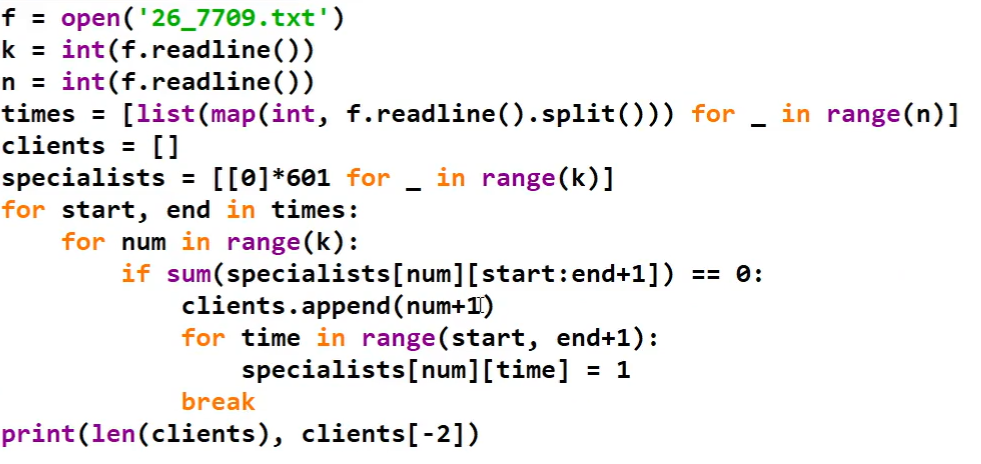 f = open('26_7709.txt')
k = int(f.readline())
n = int(f.readline())
times = [list(map(int, f.readline().split())) for _ in range(n)]
clients = []
specialists = [[0]*601 for _ in range(k)]
for start, end in times:
    for num in range(k):
        if sum(specialists[num][start:end+1]) == 0:
            clients.append(num+1)
            for time in range(start, end+1):
                specialists[num][time] = 1
            break
print(len(clients), clients[-2])